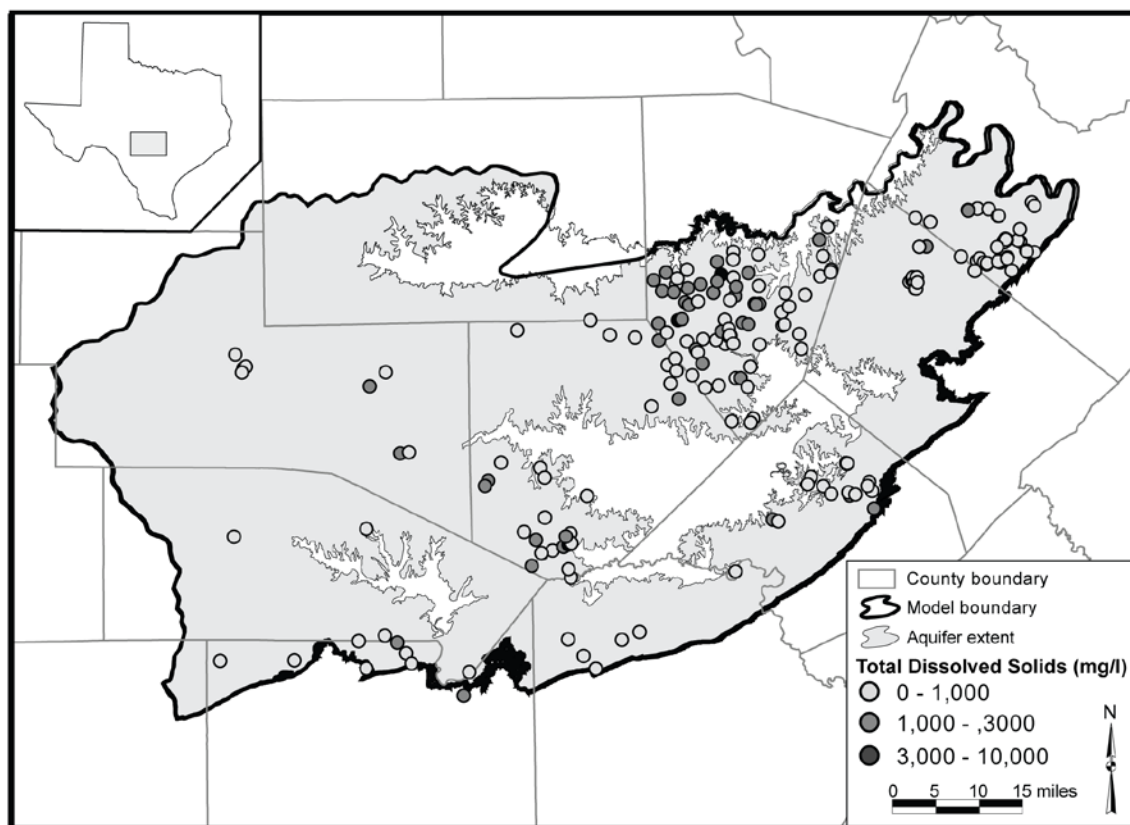 County boundary
Model boundary
Aquifer extent
Total Dissolved Solids (mg/l)
0 - 1,000
1,000 - ,3000
3,000 - 10,000
N
0 5 10 15 miles